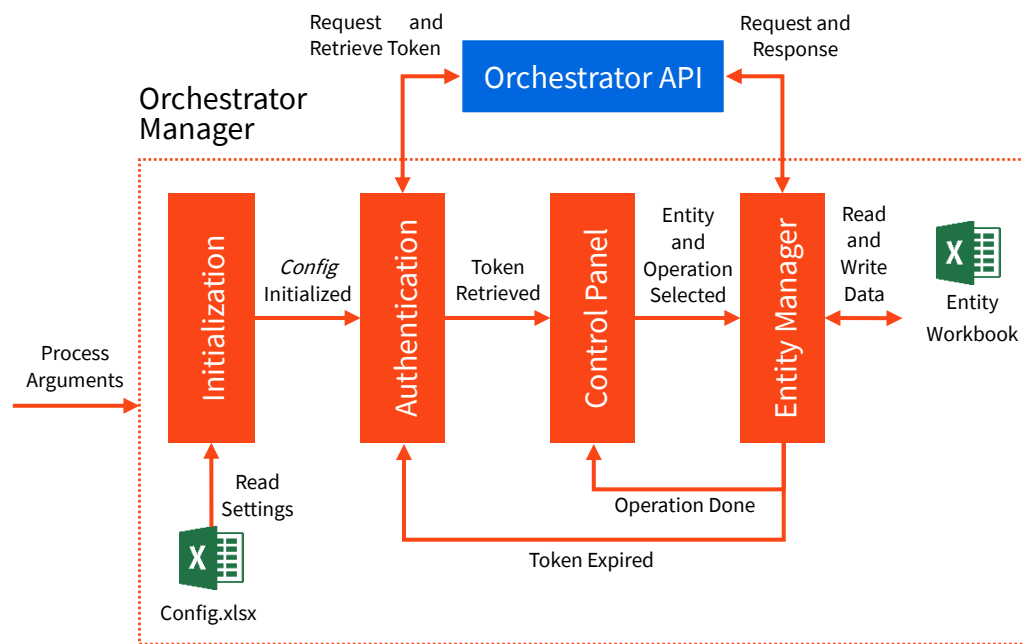 Request and
Retrieve Token
Request and
Response
Orchestrator API
Orchestrator
Manager
Initialization
Config
Initialized
Authentication
Token
Retrieved
Control Panel
Entity
and
Operation
Selected
Entity Manager
Read
and
Write
Data
X
Entity
Workbook
Process
Arguments
Read
Settings
X
Config.xlsx
Operation Done
Token Expired